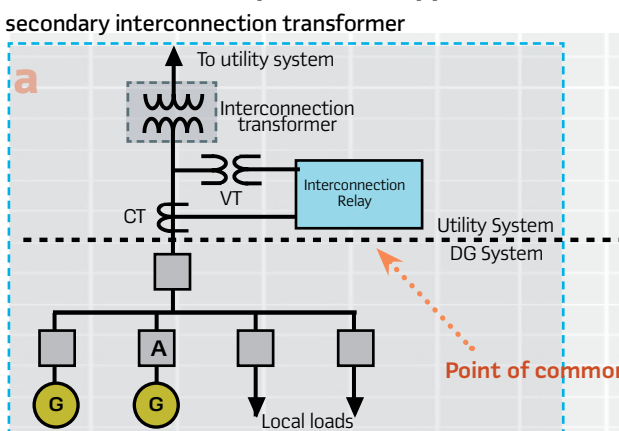 secondary interconnection transformer
a
To utility system
Interconnection
transformer
VT
Interconnection
Relay
CT
Utility System
DG System
A
Point of common
G
G
Local loads